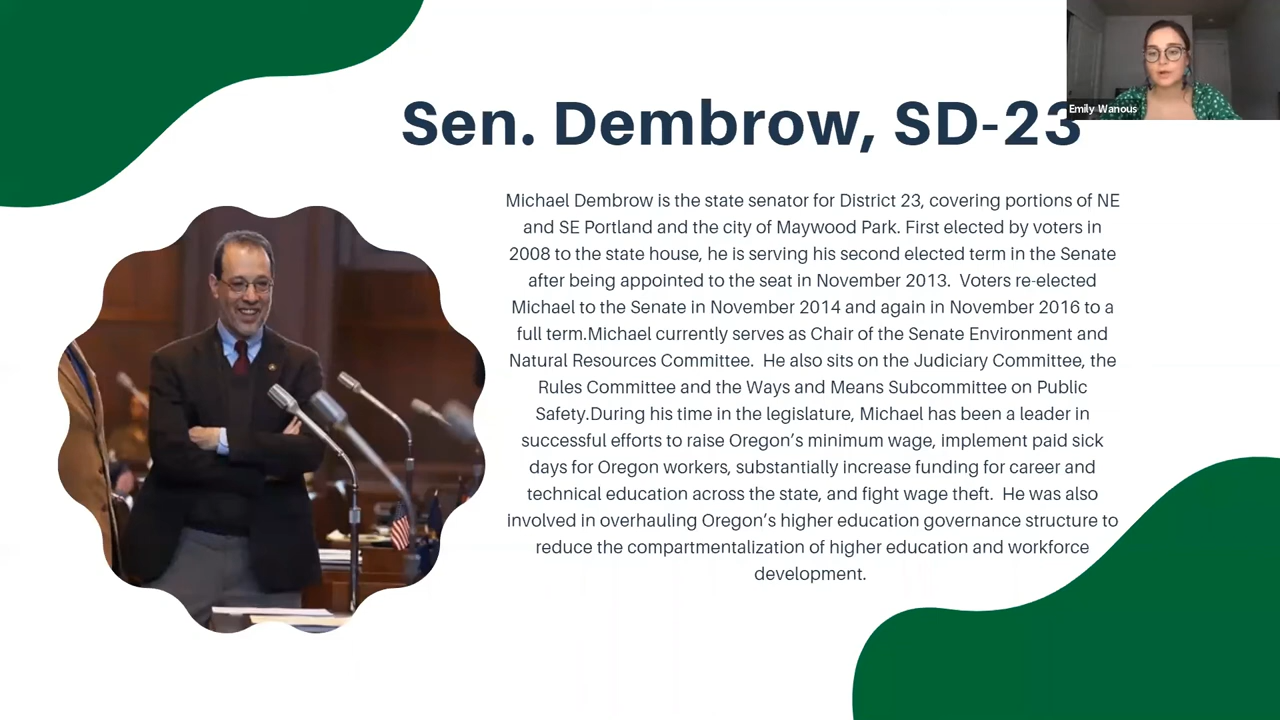 Sen. Dembrow, SD-23
Emily Wanous
Michael Dembrow is the state senator for District 23, covering portions of NE
and SE Portland and the city of Maywood Park. First elected by voters in
2008 to the state house, he is serving his second elected term in the Senate
after being appointed to the seat in November 2013.  Voters re-elected
Michael to the Senate in November 2014 and again in November 2016 to a
full term.Michael currently serves as Chair of the Senate Environment and
Natural Resources Committee.  He also sits on the Judiciary Committee, the
Rules Committee and the Ways and Means Subcommittee on Public
Safety.During his time in the legislature, Michael has been a leader in
successful efforts to raise Oregon’s minimum wage, implement paid sick
days for Oregon workers, substantially increase funding for career and
technical education across the state, and fight wage theft.  He was also
involved in overhauling Oregon’s higher education governance structure to
reduce the compartmentalization of higher education and workforce
development.